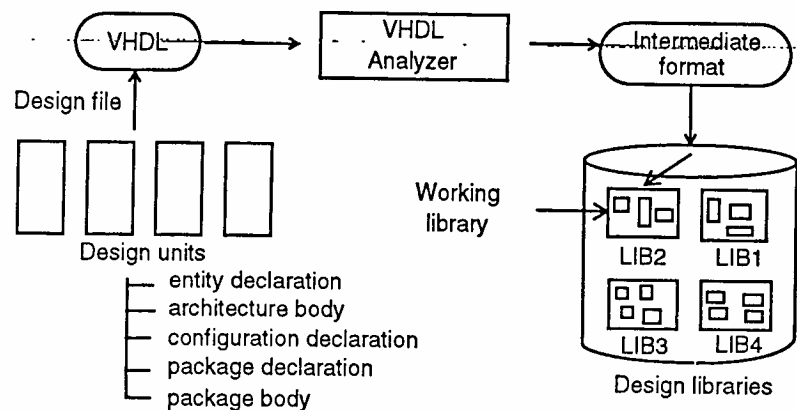 VHDL
VHDL
Analyzer
Intermediate
format
Design file
Working
library
LIB2
LIB1
LIB3
LIB4
Design libraries
Design units
entity declaration
architecture body
configuration declaration
package declaration
package body